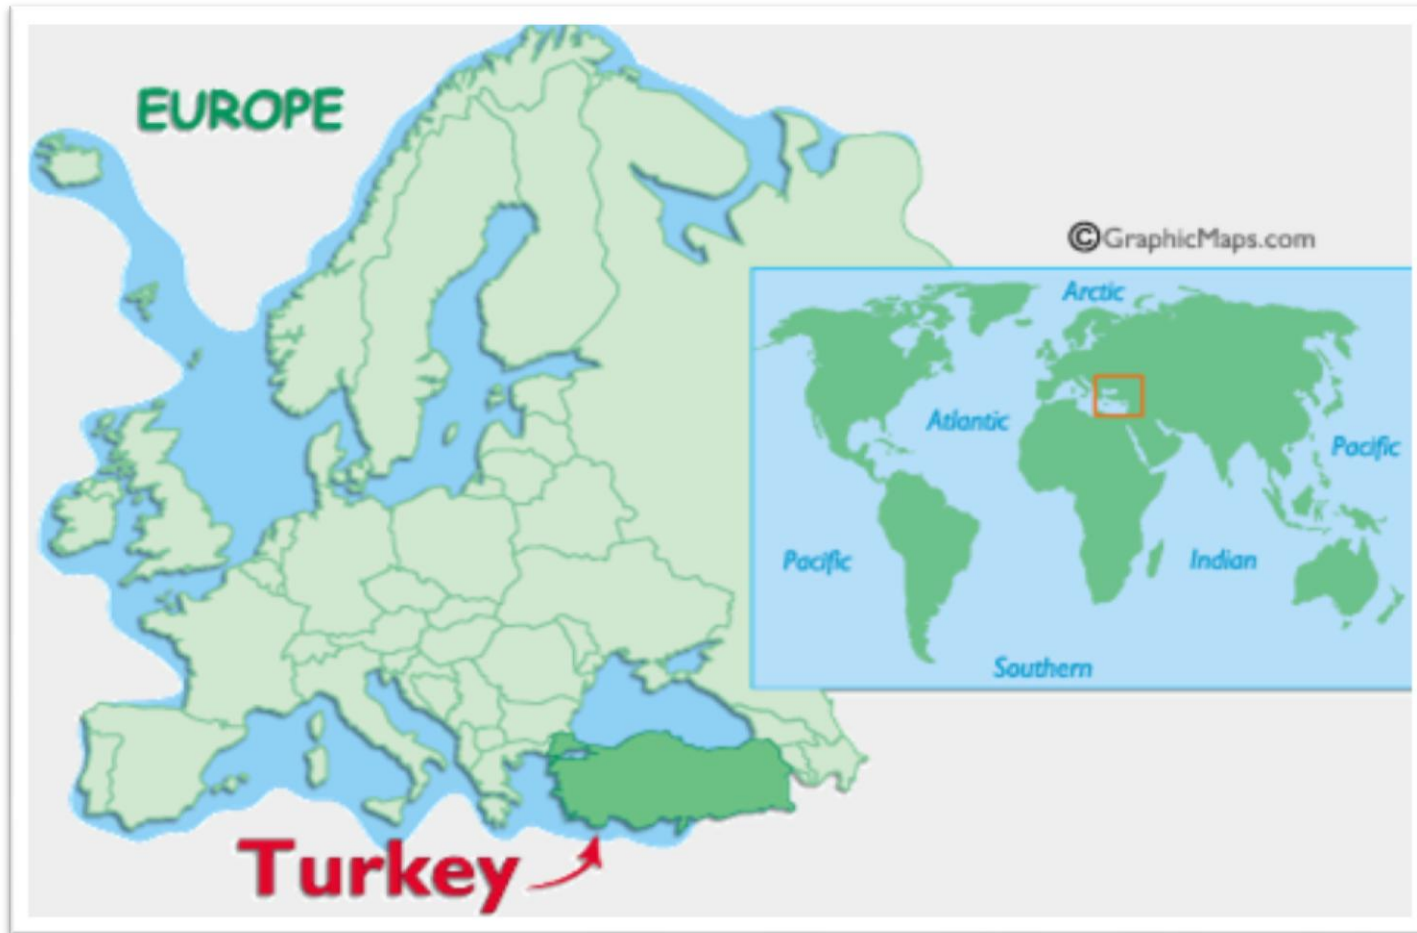 EUROPE
©GraphicMaps.com
Arctic
Atlantic
Pacific
Pacific
Indian
Southern
Turkey